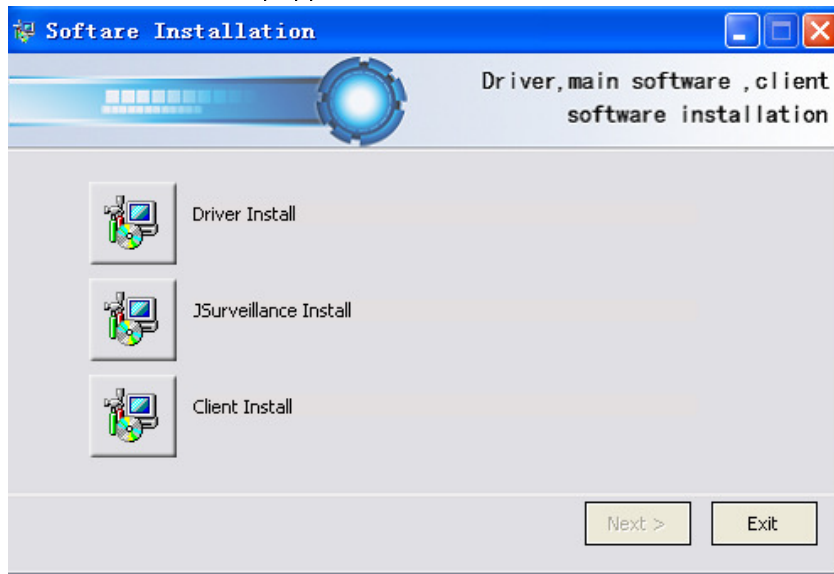 Softare Installation
Driver,main software ,client
software installation
Driver Install
JSurveillance Install
Client Install
Next >
Exit